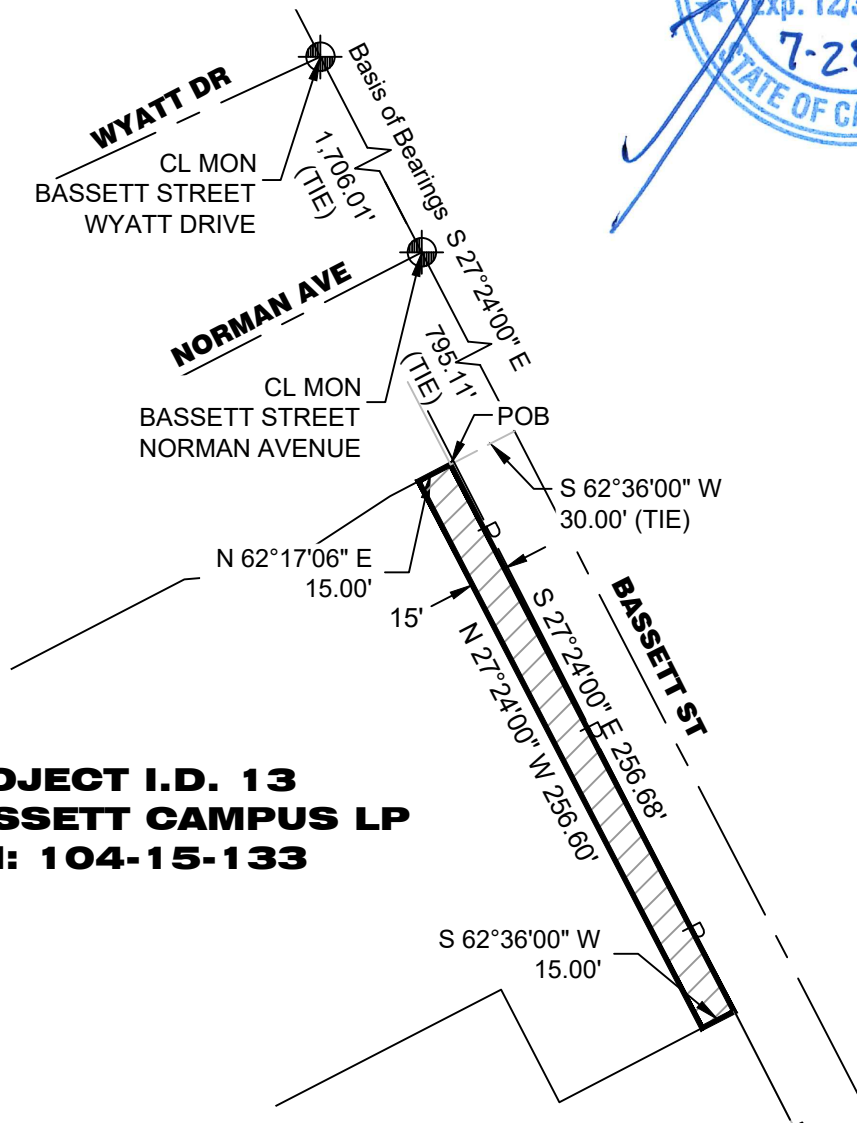 Exp. 12/3
7-28
STATE OF C
WYATT DR
CL MON
BASSETT STREET
WYATT DRIVE
Basis of Bearings S 27°24'00" E
1,706.01'
(TIE)
NORMAN AVE
CL MON
BASSETT STREET
NORMAN AVENUE
795.11'
(TIE)
POB
S 62°36'00" W
30.00' (TIE)
N 62°17'06" E
15.00'
15'
BASSETT ST
S 27°24'00" E 256.68'
N 27°24'00" W 256.60'
P
P
P
OJECT I.D. 13
SSETT CAMPUS LP
: 104-15-133
S 62°36'00" W
15.00'